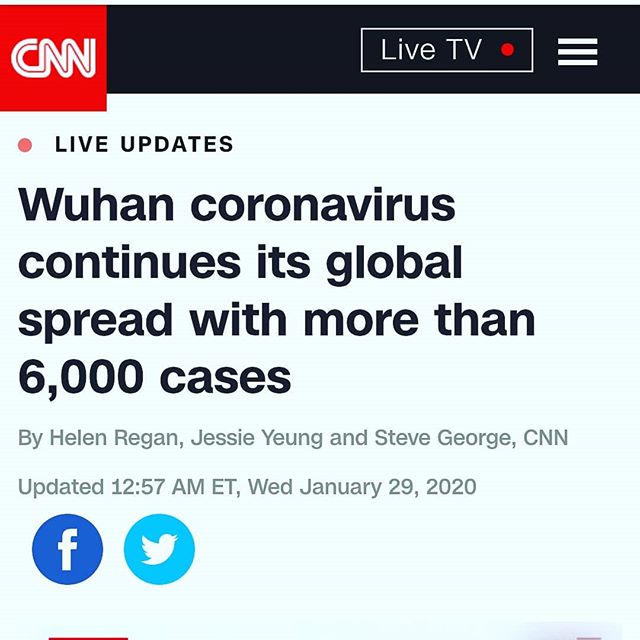 CNN
Live TV
LIVE UPDATES
Wuhan coronavirus
continues its global
spread with more than
6,000 cases
By Helen Regan, Jessie Yeung and Steve George, CNN
Updated 12:57 AM ET, Wed January 29, 2020
f